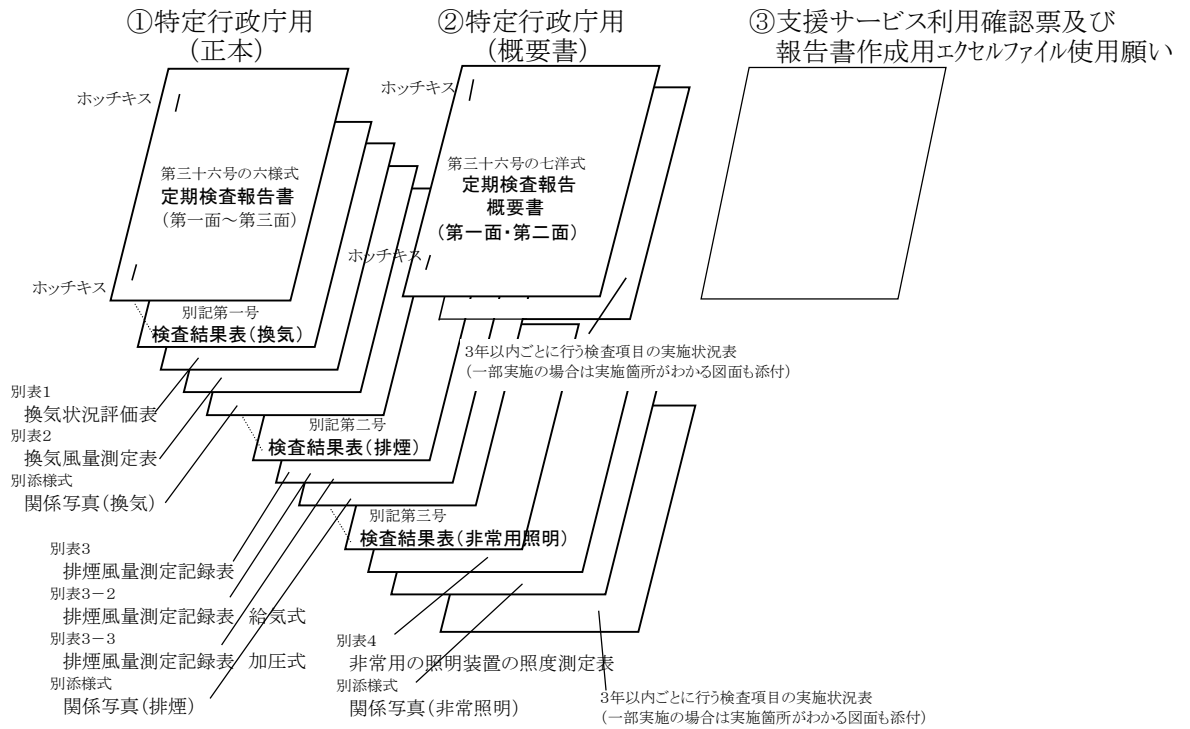 ①特定行政庁用
(正本)
ホッチキス
第三十六号の六様式
定期検査報告書
(第一面～第三面)
ホッチキス
別記第一号
検査結果表(換気)
別表1
換気状況評価表
別表2
換気風量測定表
別添様式
関係写真(換気)
別記第二号
検査結果表(排煙)
別表3
排煙風量測定記録表
別表3－2
排煙風量測定記録表 給気式
別表3－3
排煙風量測定記録表 加圧式
別添様式
関係写真(排煙)
別記第三号
検査結果表(非常用照明)
別表4
非常用の照明装置の照度測定表
別添様式
関係写真(非常照明)
3年以内ごとに行う検査項目の実施状況表
(一部実施の場合は実施箇所がわかる図面も添付)
②特定行政庁用
(概要書)
ホッチキス
第三十六号の七洋式
定期検査報告
概要書
(第一面・第二面)
ホッチキス
3年以内ごとに行う検査項目の実施状況表
(一部実施の場合は実施箇所がわかる図面も添付)
③支援サービス利用確認票及び
報告書作成用エクセルファイル使用願い